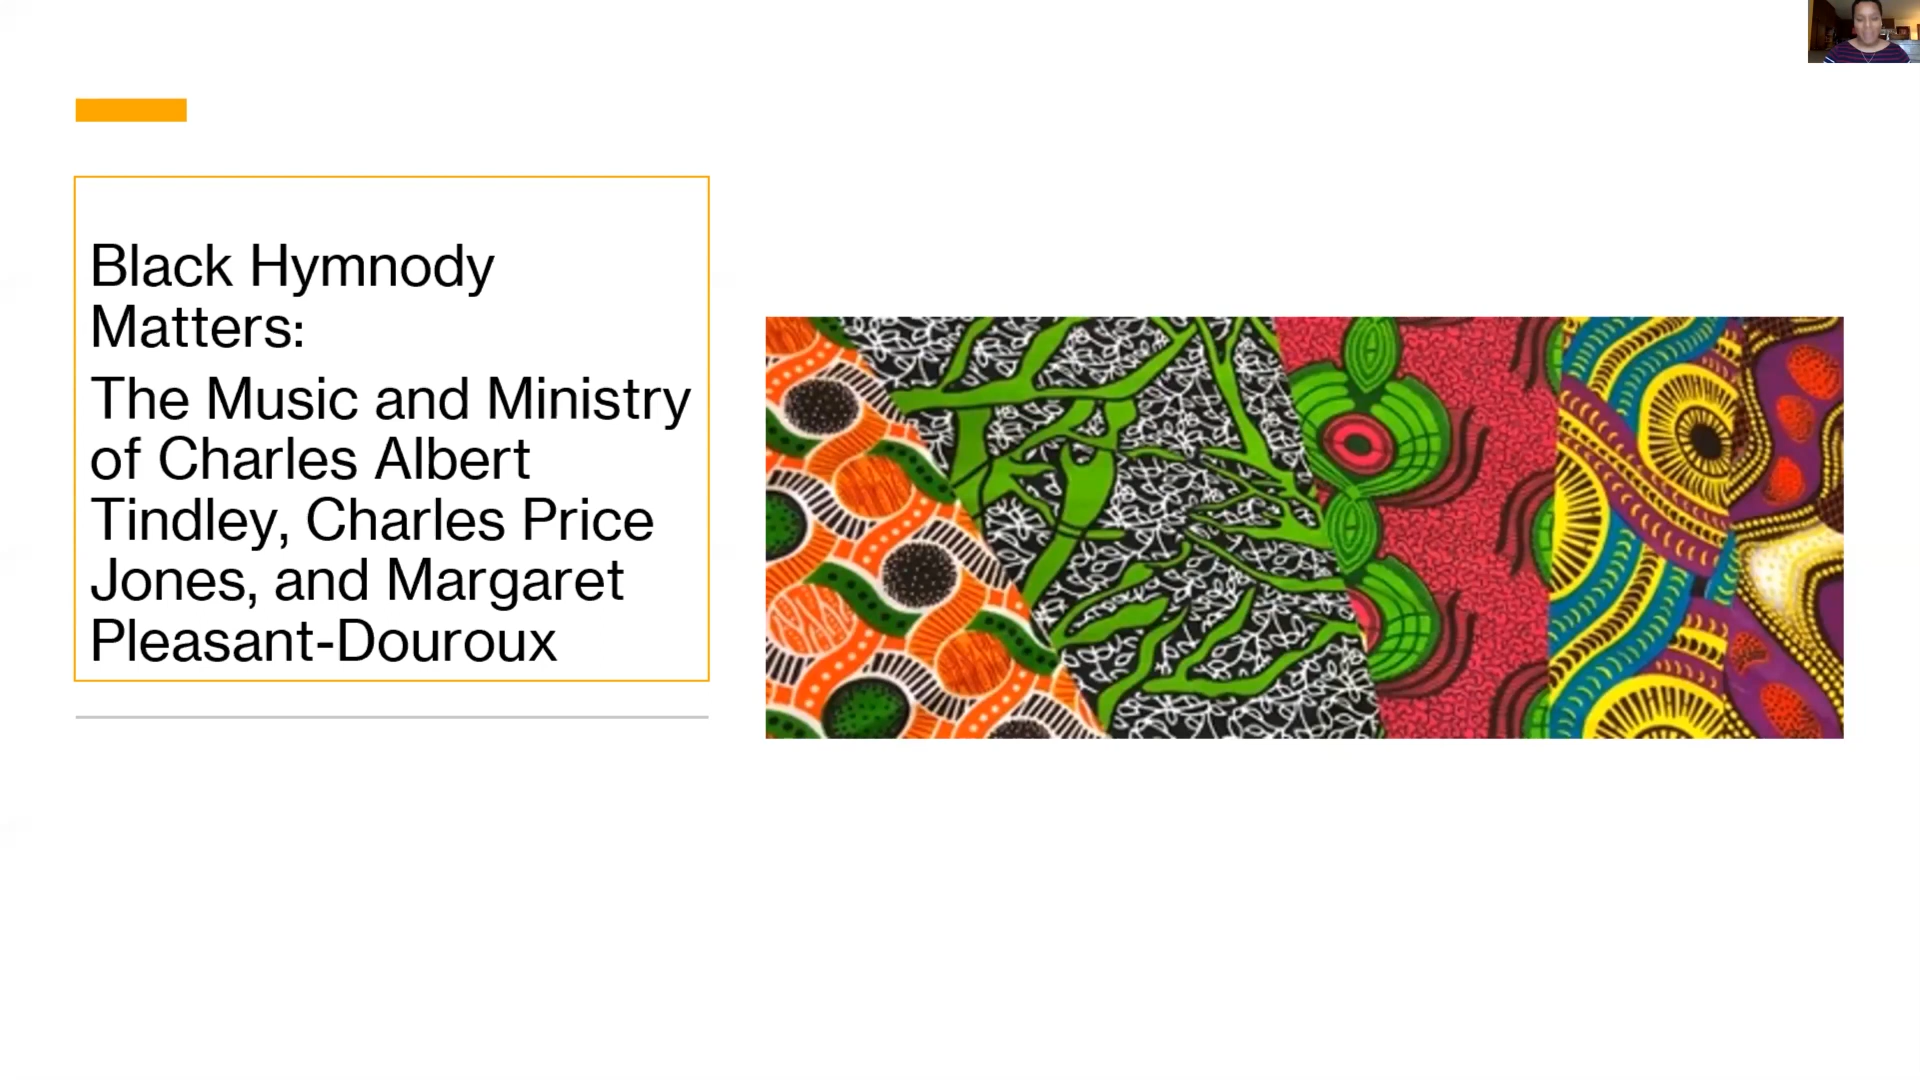 Black Hymnody
Matters:
The Music and Ministry
of Charles Albert
Tindley, Charles Price
Jones, and Margaret
Pleasant-Douroux